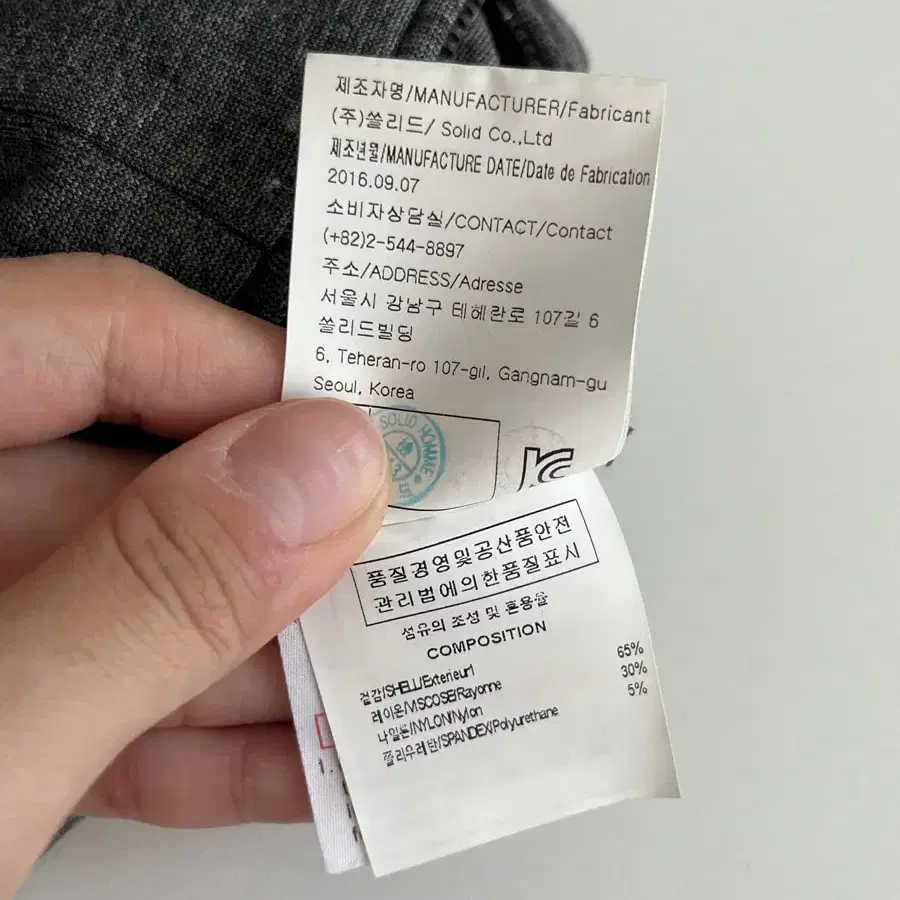 제조자명/MANUFACTURER/Fabricant
(주)쏠리드/ Solid Co.,Ltd
제조년월/MANUFACTURE DATE/Date de Fabrication
2016.09.07
소비자상담실/CONTACT/Contact
(+82)2-544-8897
주소/ADDRESS/Adresse
서울시 강남구 테헤란로 107길 6
쏠리드빌딩
6, Teheran-ro 107-gil, Gangnam-gu
Seoul, Korea
SOLID HOMME
품질경영및공산품안전
관리법에의한품질표시
섬유의 조성 및 혼용율
COMPOSITION
겉감/SHELL/Exterieur1
레이온/VISCOSE/Rayonne 65%
나일론/NYLON/Nylon 30%
폴리우레탄/SPANDEX/Polyurethane 5%
1.